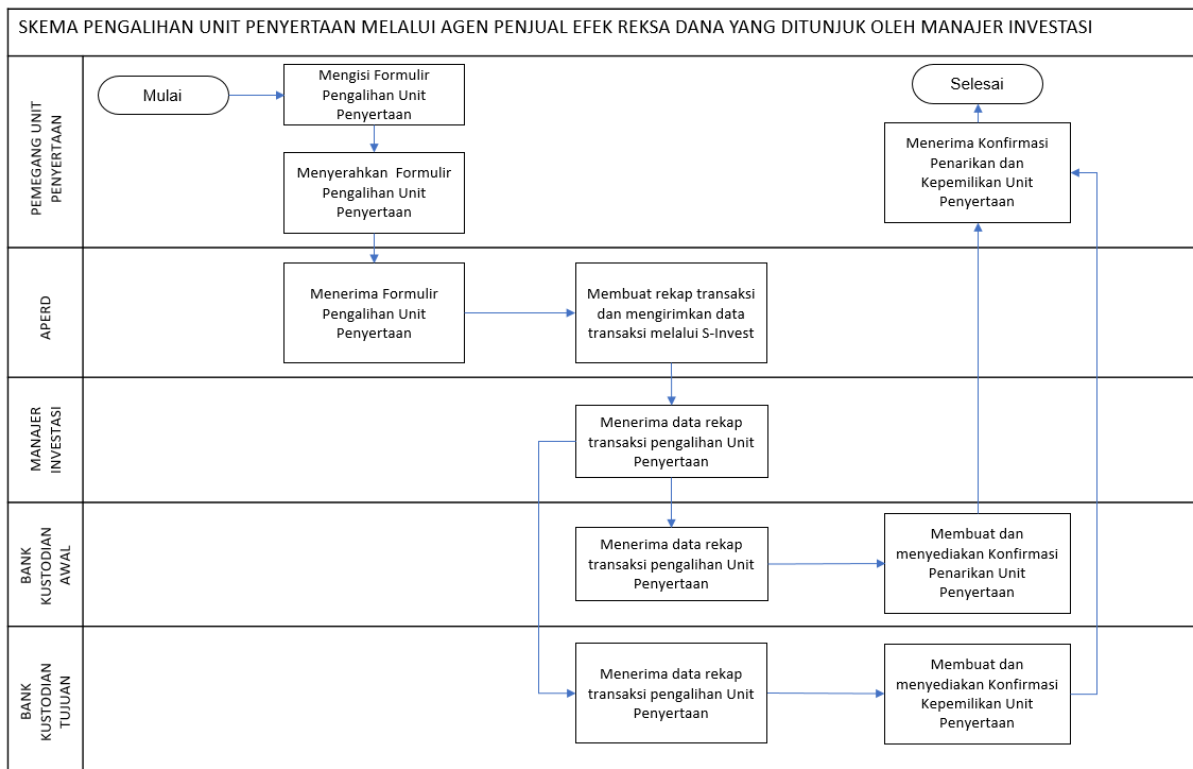 SKEMA PENGALIHAN UNIT PENYERTAAN MELALUI AGEN PENJUAL EFEK REKSA DANA YANG DITUNJUK OLEH MANAJER INVESTASI
PEMEGANG UNIT
PENYERTAAN
Mulai
Mengisi Formulir
Pengalihan Unit
Penyertaan
Selesai
Menyerahkan Formulir
Pengalihan Unit
Penyertaan
Menerima Konfirmasi
Penarikan dan
Kepemilikan Unit
Penyertaan
APERD
Menerima Formulir
Pengalihan Unit
Penyertaan
Membuat rekap transaksi
dan mengirimkan data
transaksi melalui S-Invest
MANAJER
INVESTASI
Menerima data rekap
transaksi pengalihan Unit
Penyertaan
BANK
KUSTODIAN
AWAL
Menerima data rekap
transaksi pengalihan Unit
Penyertaan
Membuat dan
menyediakan Konfirmasi
Penarikan Unit
Penyertaan
BANK
KUSTODIAN
TUJUAN
Menerima data rekap
transaksi pengalihan Unit
Penyertaan
Membuat dan
menyediakan Konfirmasi
Kepemilikan Unit
Penyertaan